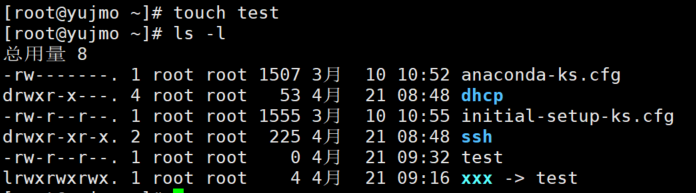 [root@yujmo ~]# touch test
[root@yujmo ~]# ls -l
总用量 8
-rw-------. 1 root root 1507 3月  10 10:52 anaconda-ks.cfg
drwxr-x---. 4 root root   53 4月  21 08:48 dhcp
-rw-r--r--. 1 root root 1555 3月  10 10:55 initial-setup-ks.cfg
drwxr-xr-x. 2 root root  225 4月  21 08:48 ssh
-rw-r--r--. 1 root root    0 4月  21 09:32 test
lrwxrwxrwx. 1 root root    4 4月  21 09:16 xxx -> test
[root@yujmo ~]#